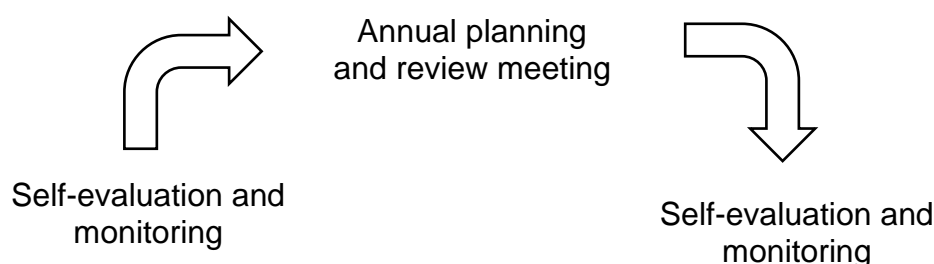 Annual planning
and review meeting
Self-evaluation and
monitoring
Self-evaluation and
monitoring